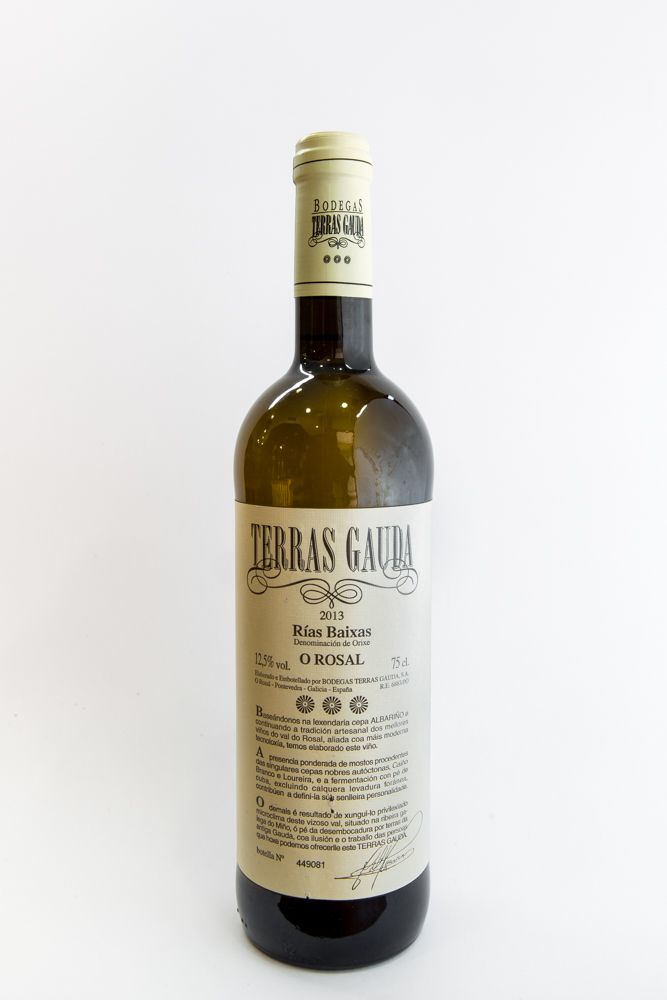 BODEGAS
TERRAS GAUDA
TERRAS GAUDA
2013
Rías Baixas
Denominación de Orixe
12,5% vol. O ROSAL 75 cl.
Elaborado e Embotellado por BODEGAS TERRAS GAUDA, S.A.
O Rosal - Pontevedra - Galicia - España R.E.
Baseándonos na lexendaria cepa ALBARIÑO e
continuando a tradición artesanal dos mellores
viños do val do Rosal, aliada coa máis moderna
tecnoloxía, temos elaborado este viño.
A presencia ponderada de mostos procedentes
das singulares cepas nobres autóctonas, Caiño
Branco e Loureira, e a fermentación con pé de
cuba, excluindo calquera levadura foránea,
contribúen a defini-la súa senlleira personalidade.
O demais é resultado de xungui-lo privilexiado
microclima deste vizoso val, situado na ribeira ga-
lega do Miño, ó pé da desembocadura por terras da
antiga Gauda, coa ilusión e o traballo das persoas
que hoxe podemos ofrecerlle este TERRAS GAUDA.
botella Nº 449081